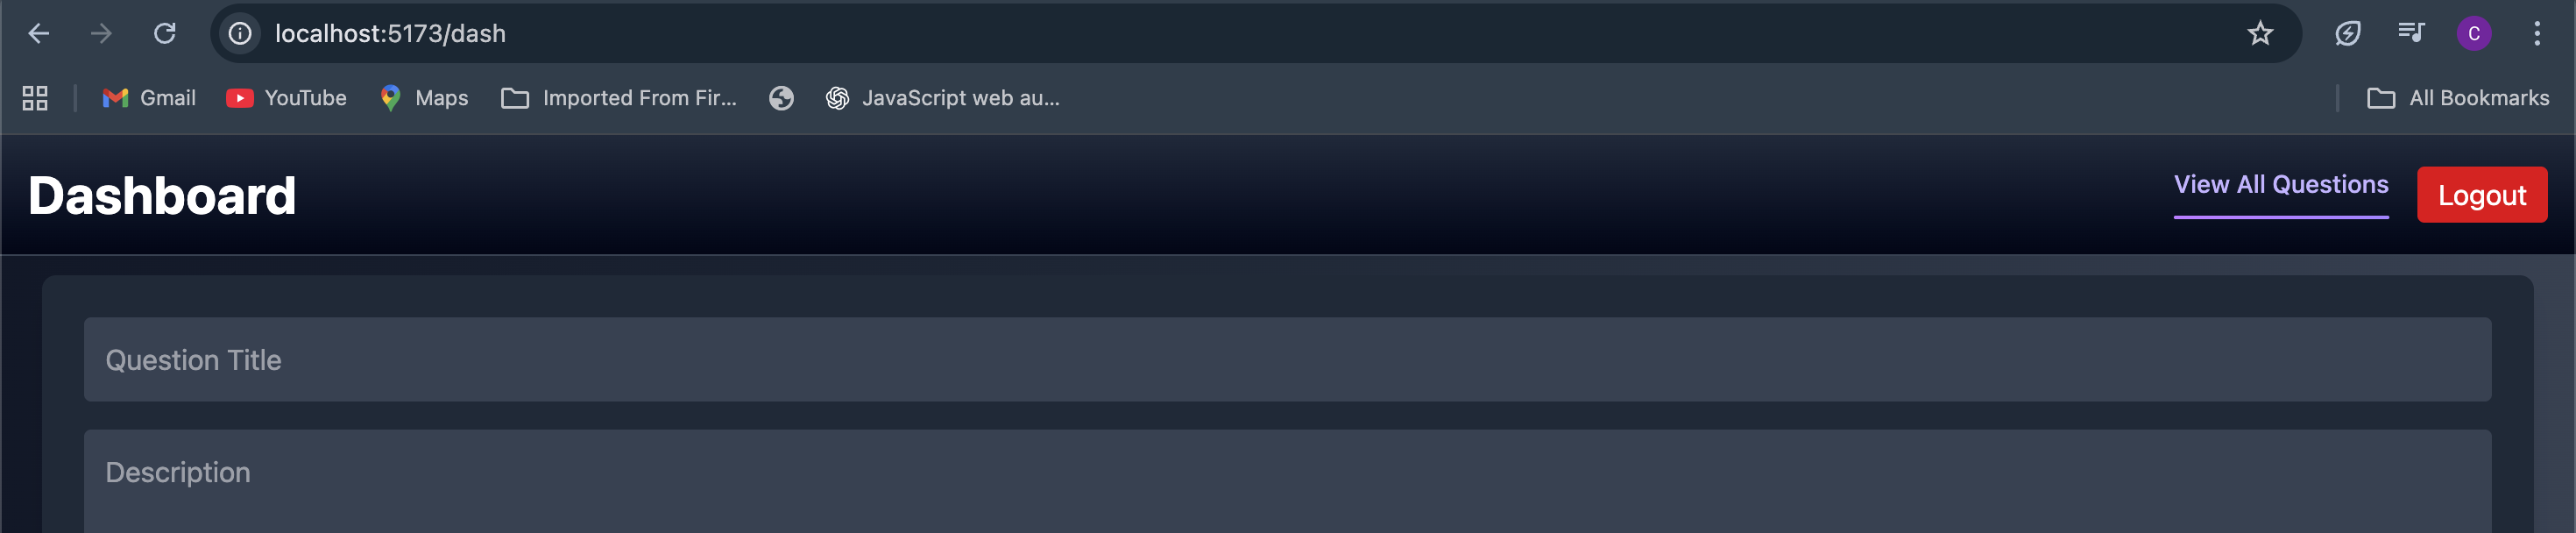 localhost:5173/dash
C
Gmail YouTube Maps Imported From Fir... JavaScript web au... All Bookmarks
Dashboard View All Questions Logout
Question Title
Description